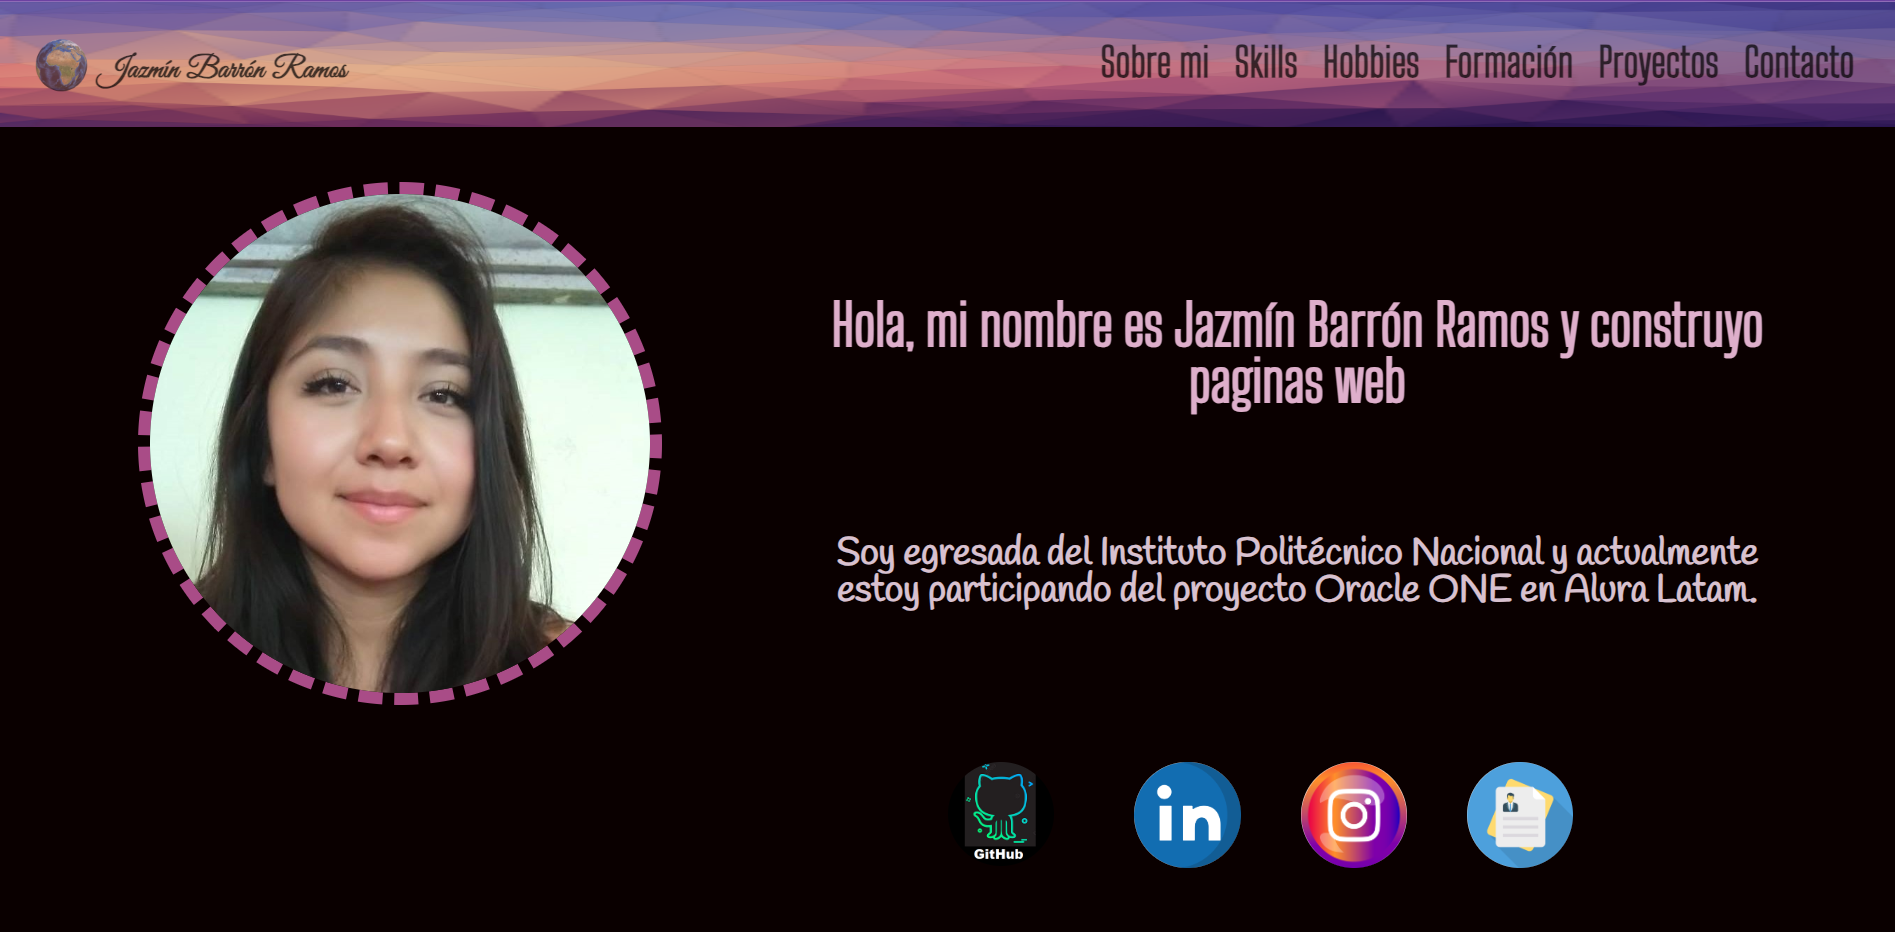 Jazmín Barrón Ramos
Sobre mi Skills Hobbies Formación Proyectos Contacto
Hola, mi nombre es Jazmín Barrón Ramos y construyo
paginas web
Soy egresada del Instituto Politécnico Nacional y actualmente
estoy participando del proyecto Oracle ONE en Alura Latam.
GitHub
in